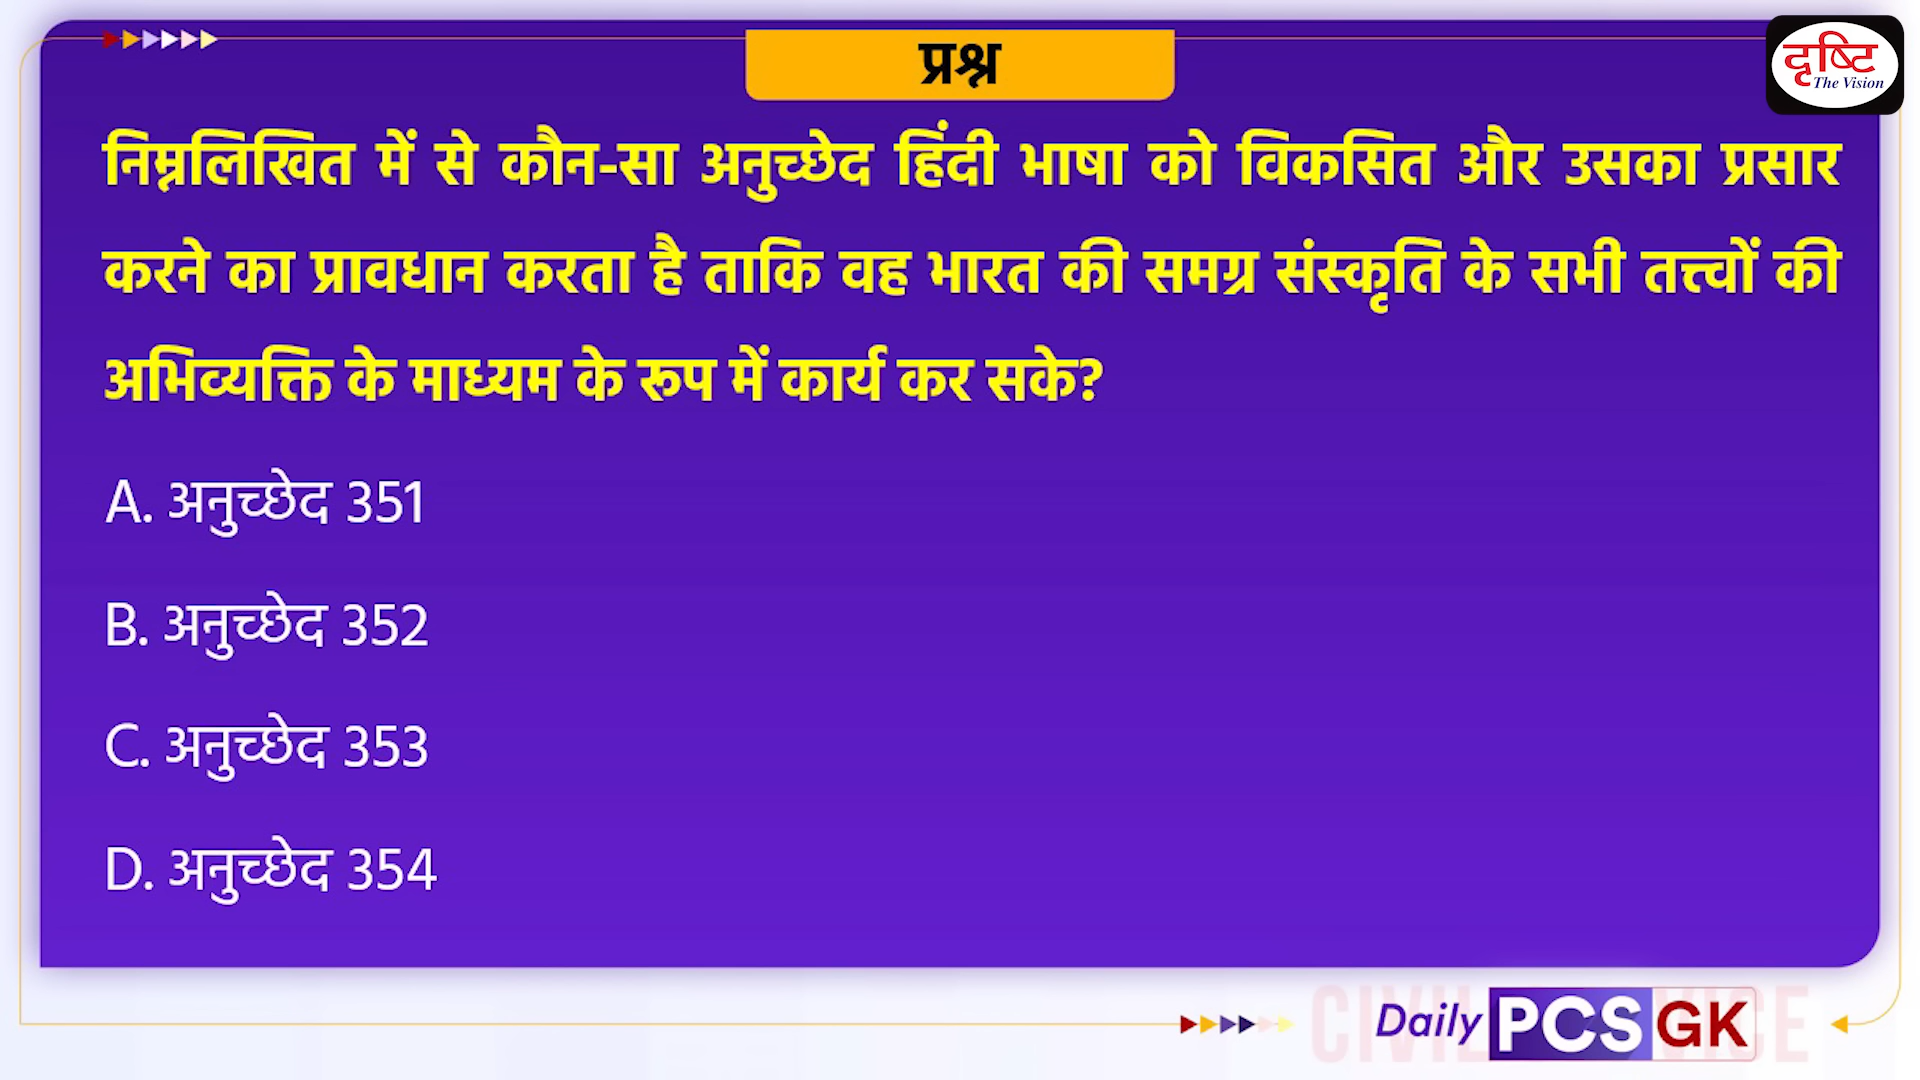 प्रश्न
दृष्टि
The Vision
निम्नलिखित में से कौन-सा अनुच्छेद हिंदी भाषा को विकसित और उसका प्रसार
करने का प्रावधान करता है ताकि वह भारत की समग्र संस्कृति के सभी तत्त्वों की
अभिव्यक्ति के माध्यम के रूप में कार्य कर सके?
A. अनुच्छेद 351
B. अनुच्छेद 352
C. अनुच्छेद 353
D. अनुच्छेद 354
Daily PCS GK